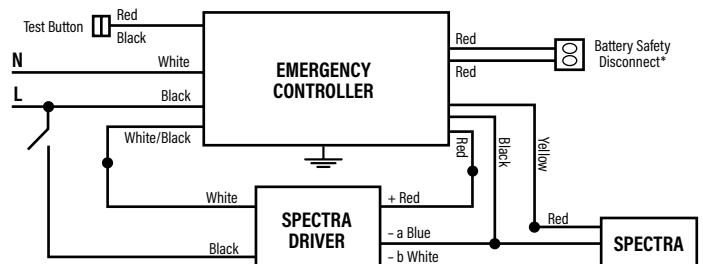 Test Button
Red
Black
N
White
L
Black
White/Black
EMERGENCY
CONTROLLER
Red
Red
Battery Safety
Disconnect*
Red
Black
Yellow
White
Black
SPECTRA
DRIVER
+ Red
– a Blue
– b White
Red
SPECTRA